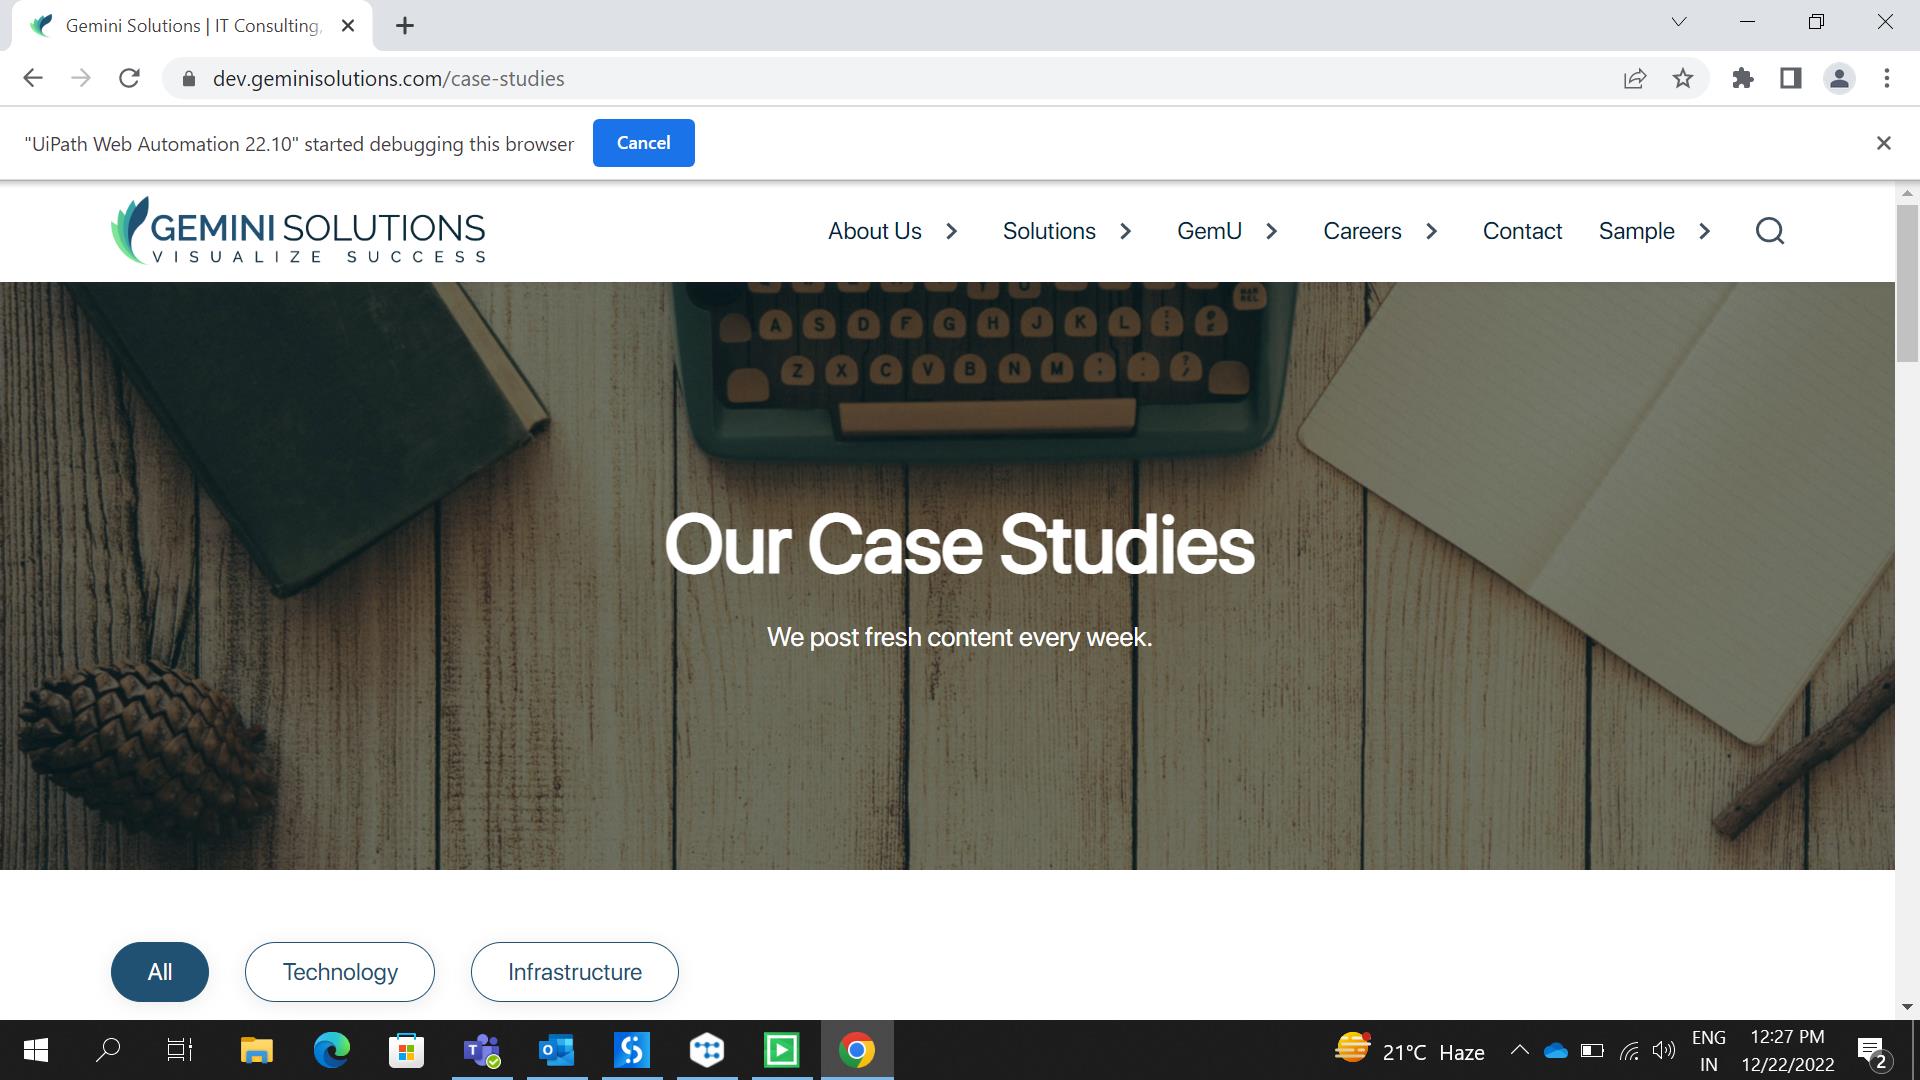 Gemini Solutions | IT Consulting,
dev.geminisolutions.com/case-studies
"UiPath Web Automation 22.10" started debugging this browser Cancel
GEMINI SOLUTIONS
VISUALIZE SUCCESS
About Us Solutions GemU Careers Contact Sample
A S D F G H J K L
Z X C V B N M
Our Case Studies
We post fresh content every week.
All Technology Infrastructure
21°C Haze
ENG
IN
12:27 PM
12/22/2022
2